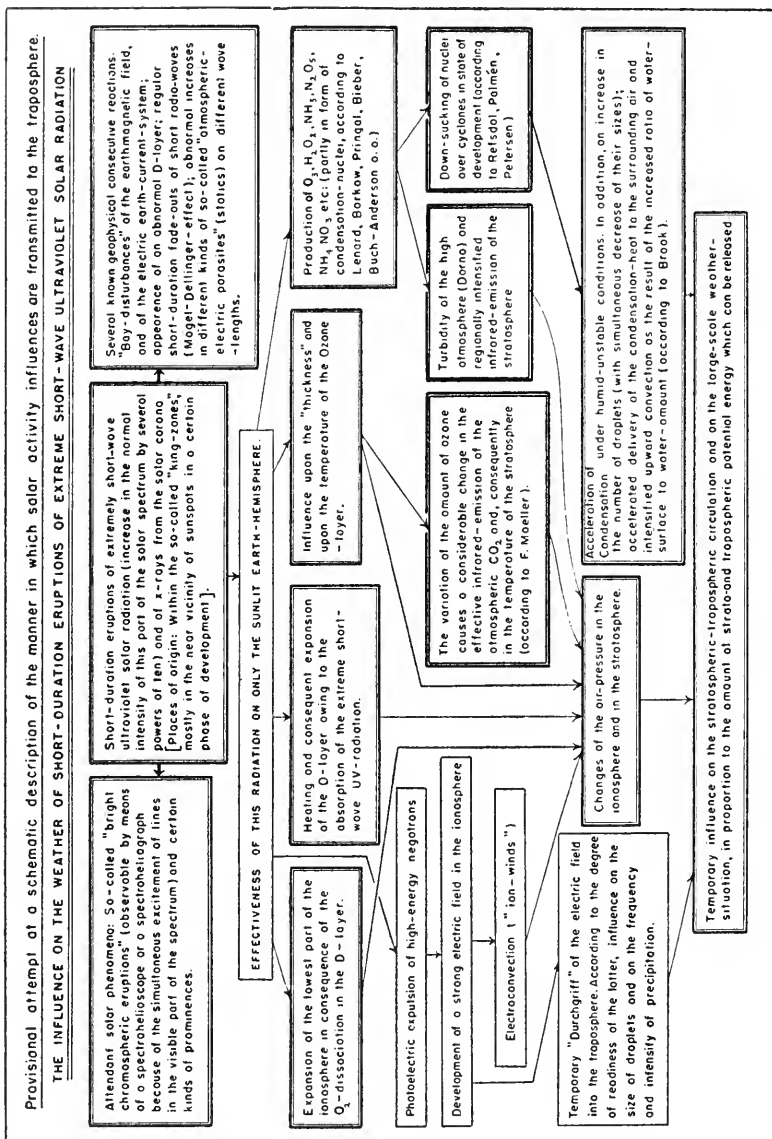 Provisional attempt at a schematic description of the manner in which solar activity influences are transmitted to the troposphere.
THE INFLUENCE ON THE WEATHER OF SHORT-DURATION ERUPTIONS OF EXTREME SHORT-WAVE ULTRAVIOLET SOLAR RADIATION
Attendant solar phenomena: So-called "bright
chromospheric eruptions" (observable by means
of a spectrohelioscope or a spectroheliograph
because of the simultaneous excitement of lines
in the visible part of the spectrum) and certain
kinds of prominences.
Short-duration eruptions of extremely short-wave
ultraviolet solar radiation (increase in the normal
intensity of this part of the solar spectrum by several
powers of ten) and of x-rays from the solar corona
[Places of origin: Within the so-called "king-zones",
mostly in the near vicinity of sunspots in a certain
phase of development].
Several known geophysical consecutive reactions.
"Bay-disturbances" of the earthmagnetic field,
and of the electric earth-current-system;
appearence of an abnormal D-layer; regular
short-duration fade-outs of short radio-waves
(Mogel-Dellinger-effect); abnormal increases
in different kinds of so-called "atmospheric-
electric parasites" (statics) on different wave
-lengths.
EFFECTIVENESS OF THIS RADIATION ON ONLY THE SUNLIT EARTH-HEMISPHERE.
Expansion of the lowest part of the
ionosphere in consequence of the
O₂-dissociation in the D-layer.
Heating and consequent expansion
of the D-layer owing to the
absorption of the extreme short-
wave UV-radiation.
Influence upon the "thickness" and
upon the temperature of the Ozone
-layer.
Production of O₃, H₂O₂, NH₃, N₂O₅,
NH₄NO₃ etc: (partly in form of
condensation-nuclei, according to
Lenard, Borkow, Pringal, Bieber,
Buch-Anderson a.o.)
Photoelectric expulsion of high-energy negotrons
Development of a strong electric field in the ionosphere
Electroconvection ("ion-winds")
The variation of the amount of ozone
causes a considerable change in the
effective infrared-emission of the
atmospheric CO₂ and, consequently
in the temperature of the stratosphere
(according to F. Moeller).
Turbidity of the high
atmosphere (Dorno) and
regionally intensified
infrared-emission of the
stratosphere
Down-sucking of nuclei
over cyclones in state of
development (according
to Refsdal, Palmén,
Petersen)
Temporary "Durchgriff" of the electric field
into the troposphere. According to the degree
of readiness of the latter, influence on the
size of droplets and on the frequency
and intensity of precipitation.
Changes of the air-pressure in the
ionosphere and in the stratosphere.
Acceleration of
Condensation under humid-unstable conditions. In addition, an increase in
the number of droplets (with simultaneous decrease of their sizes);
accelerated delivery of the condensation-heat to the surrounding air and
intensified upward convection as the result of the increased ratio of water-
surface to water-amount (according to Brook).
Temporary influence on the stratospheric-tropospheric circulation and on the large-scale weather-
situation, in proportion to the amount of strato-and tropospheric potential energy which can be released